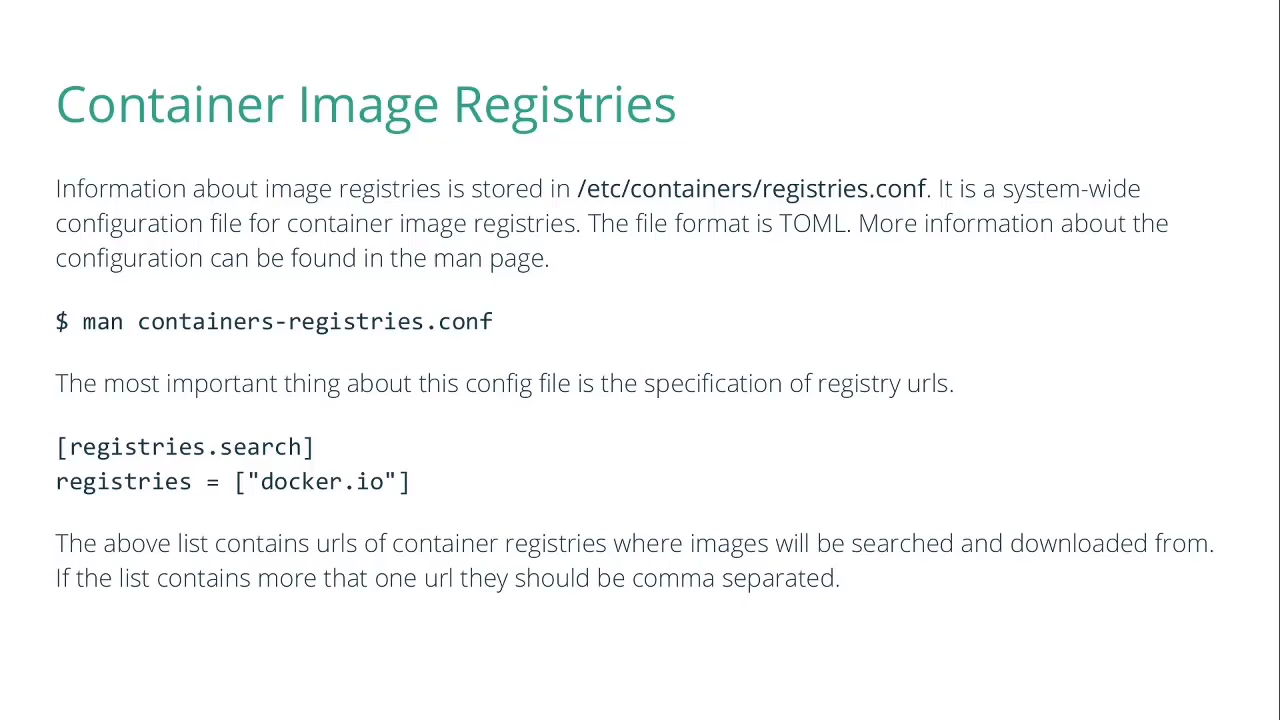 Container Image Registries
Information about image registries is stored in /etc/containers/registries.conf. It is a system-wide
configuration file for container image registries. The file format is TOML. More information about the
configuration can be found in the man page.
$ man containers-registries.conf
The most important thing about this config file is the specification of registry urls.
[registries.search]
registries = ["docker.io"]
The above list contains urls of container registries where images will be searched and downloaded from.
If the list contains more that one url they should be comma separated.